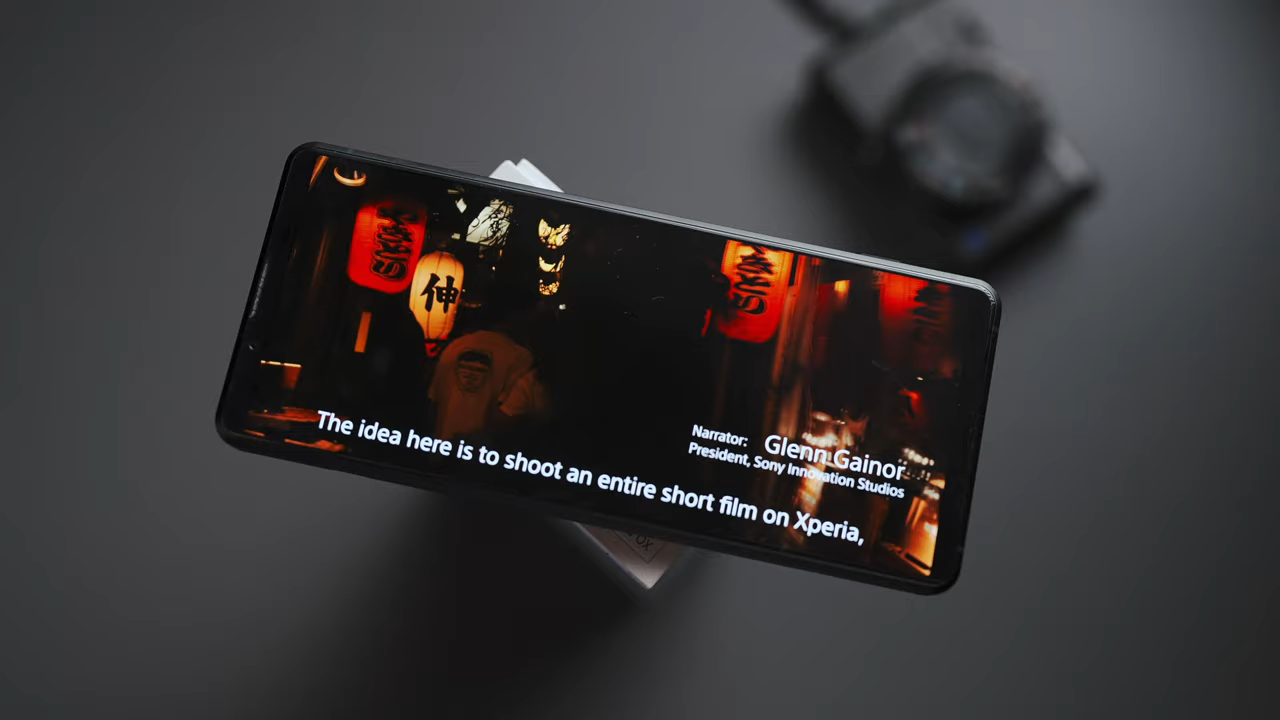 伸
Narrator: Glenn Gainor
President, Sony Innovation Studios
The idea here is to shoot an entire short film on Xperia,